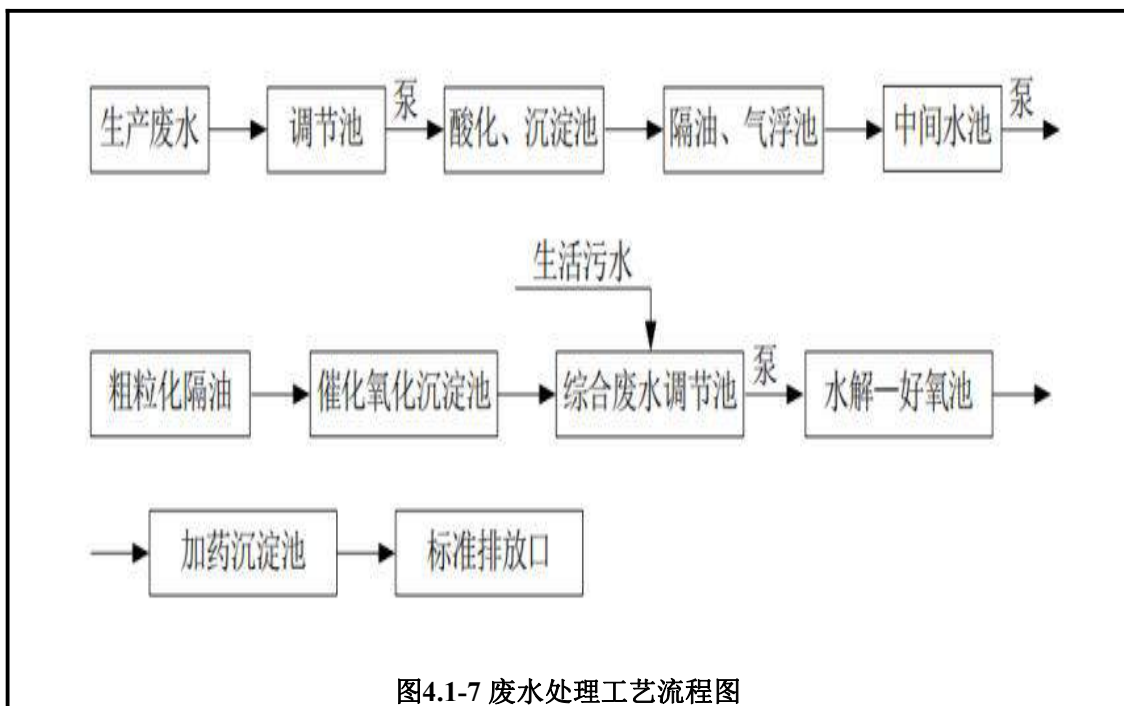 泵 泵
生产废水 调节池 酸化、沉淀池 隔油、气浮池 中间水池
生活污水
泵
粗粒化隔油 催化氧化沉淀池 综合废水调节池 水解一好氧池
加药沉淀池 标准排放口
图4.1-7 废水处理工艺流程图